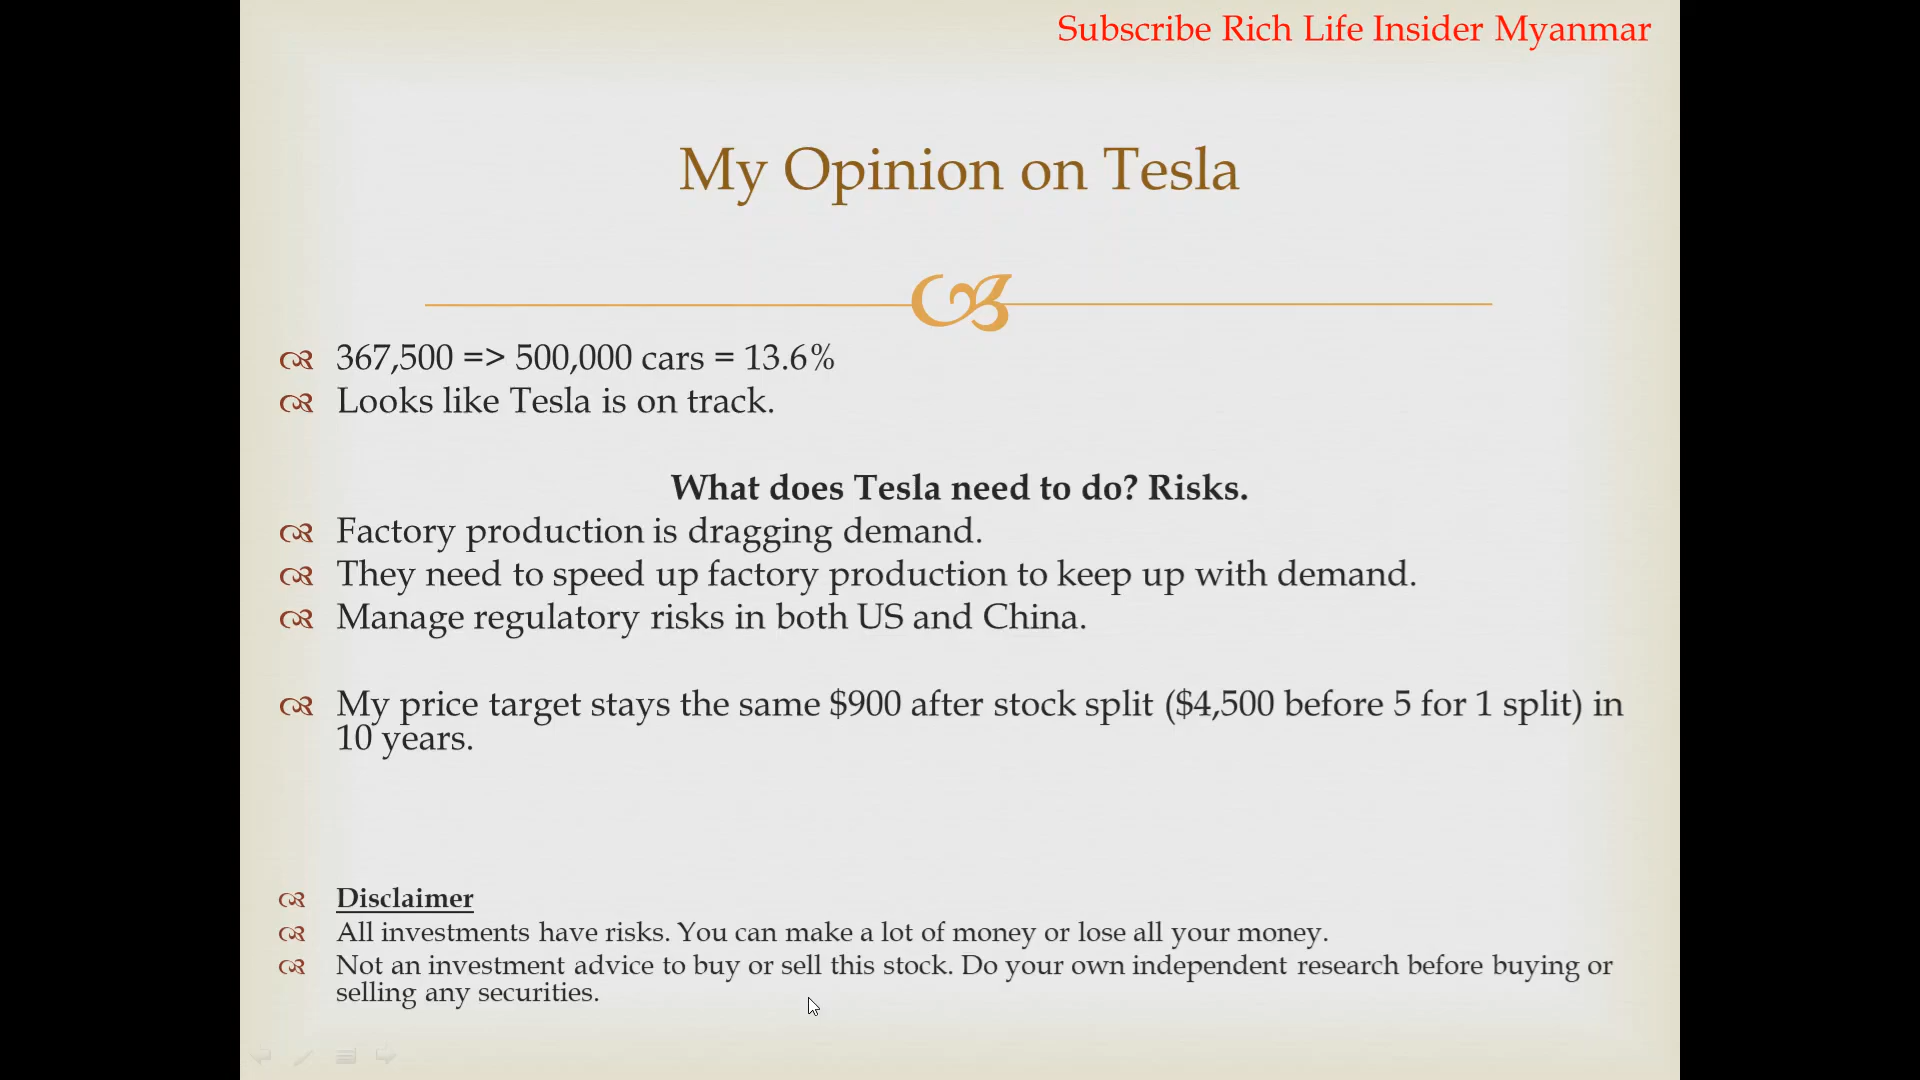 Subscribe Rich Life Insider Myanmar
My Opinion on Tesla
367,500 => 500,000 cars = 13.6%
Looks like Tesla is on track.
What does Tesla need to do? Risks.
Factory production is dragging demand.
They need to speed up factory production to keep up with demand.
Manage regulatory risks in both US and China.
My price target stays the same $900 after stock split ($4,500 before 5 for 1 split) in
10 years.
Disclaimer
All investments have risks. You can make a lot of money or lose all your money.
Not an investment advice to buy or sell this stock. Do your own independent research before buying or
selling any securities.